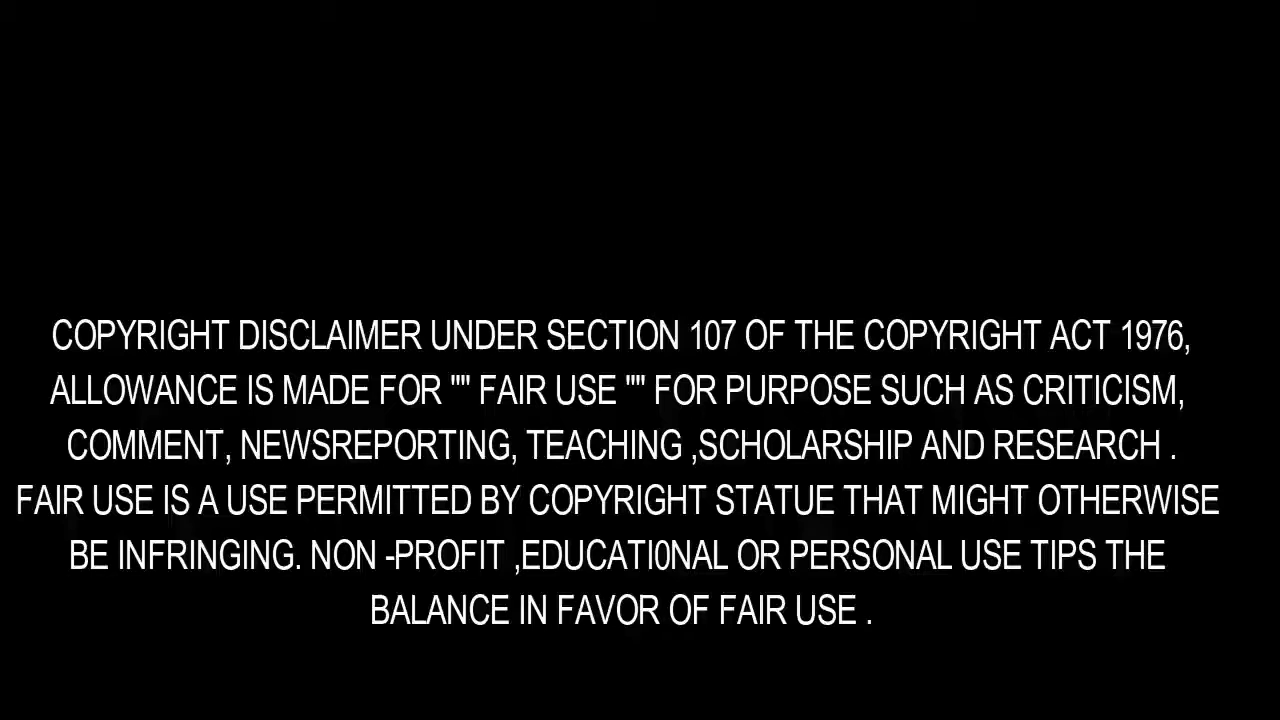 COPYRIGHT DISCLAIMER UNDER SECTION 107 OF THE COPYRIGHT ACT 1976,
ALLOWANCE IS MADE FOR "" FAIR USE "" FOR PURPOSE SUCH AS CRITICISM,
COMMENT, NEWSREPORTING, TEACHING ,SCHOLARSHIP AND RESEARCH .
FAIR USE IS A USE PERMITTED BY COPYRIGHT STATUE THAT MIGHT OTHERWISE
BE INFRINGING. NON -PROFIT ,EDUCATI0NAL OR PERSONAL USE TIPS THE
BALANCE IN FAVOR OF FAIR USE .